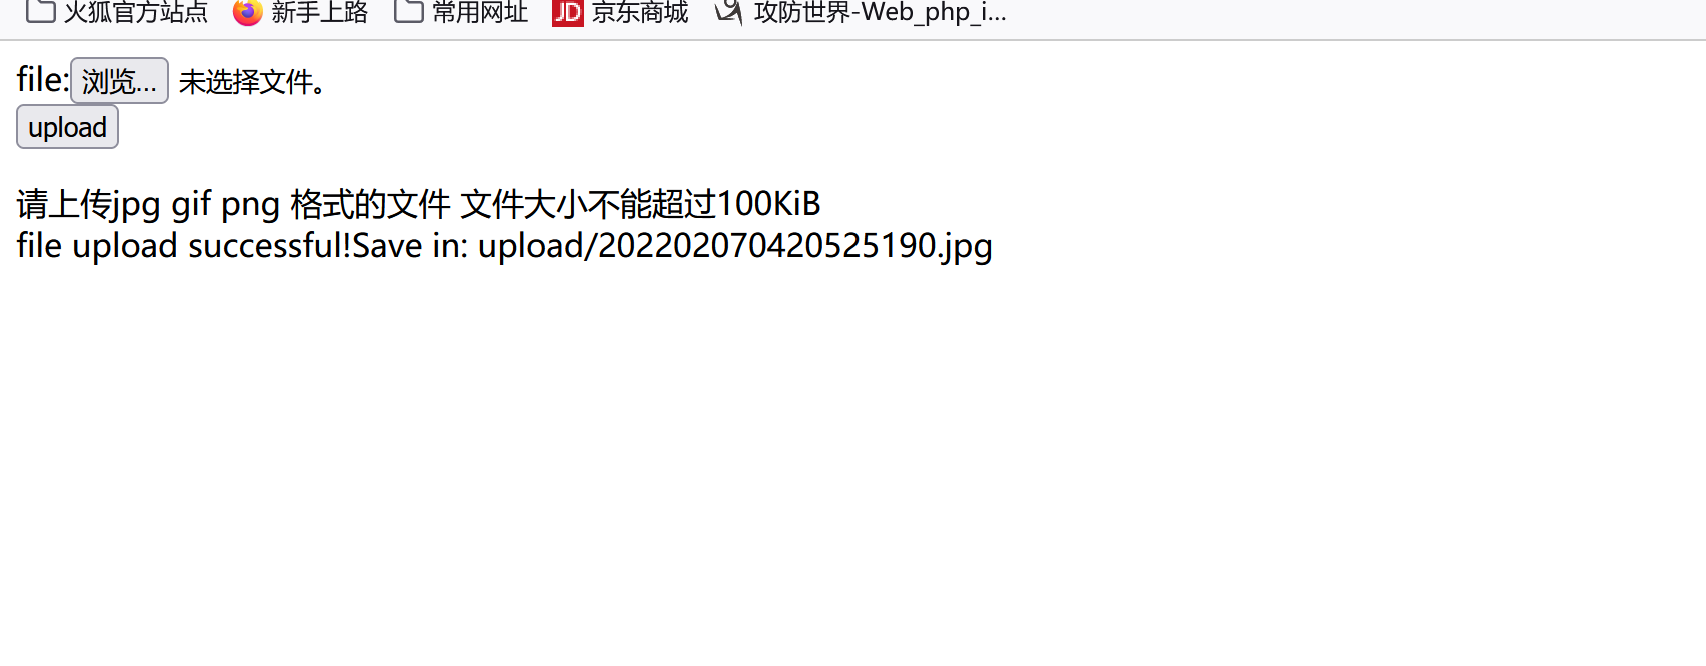 火狐官方站点 新手上路 常用网址 JD 京东商城 攻防世界-Web_php_i...
file: 浏览... 未选择文件。
upload
请上传jpg gif png 格式的文件 文件大小不能超过100KiB
file upload successful!Save in: upload/202202070420525190.jpg